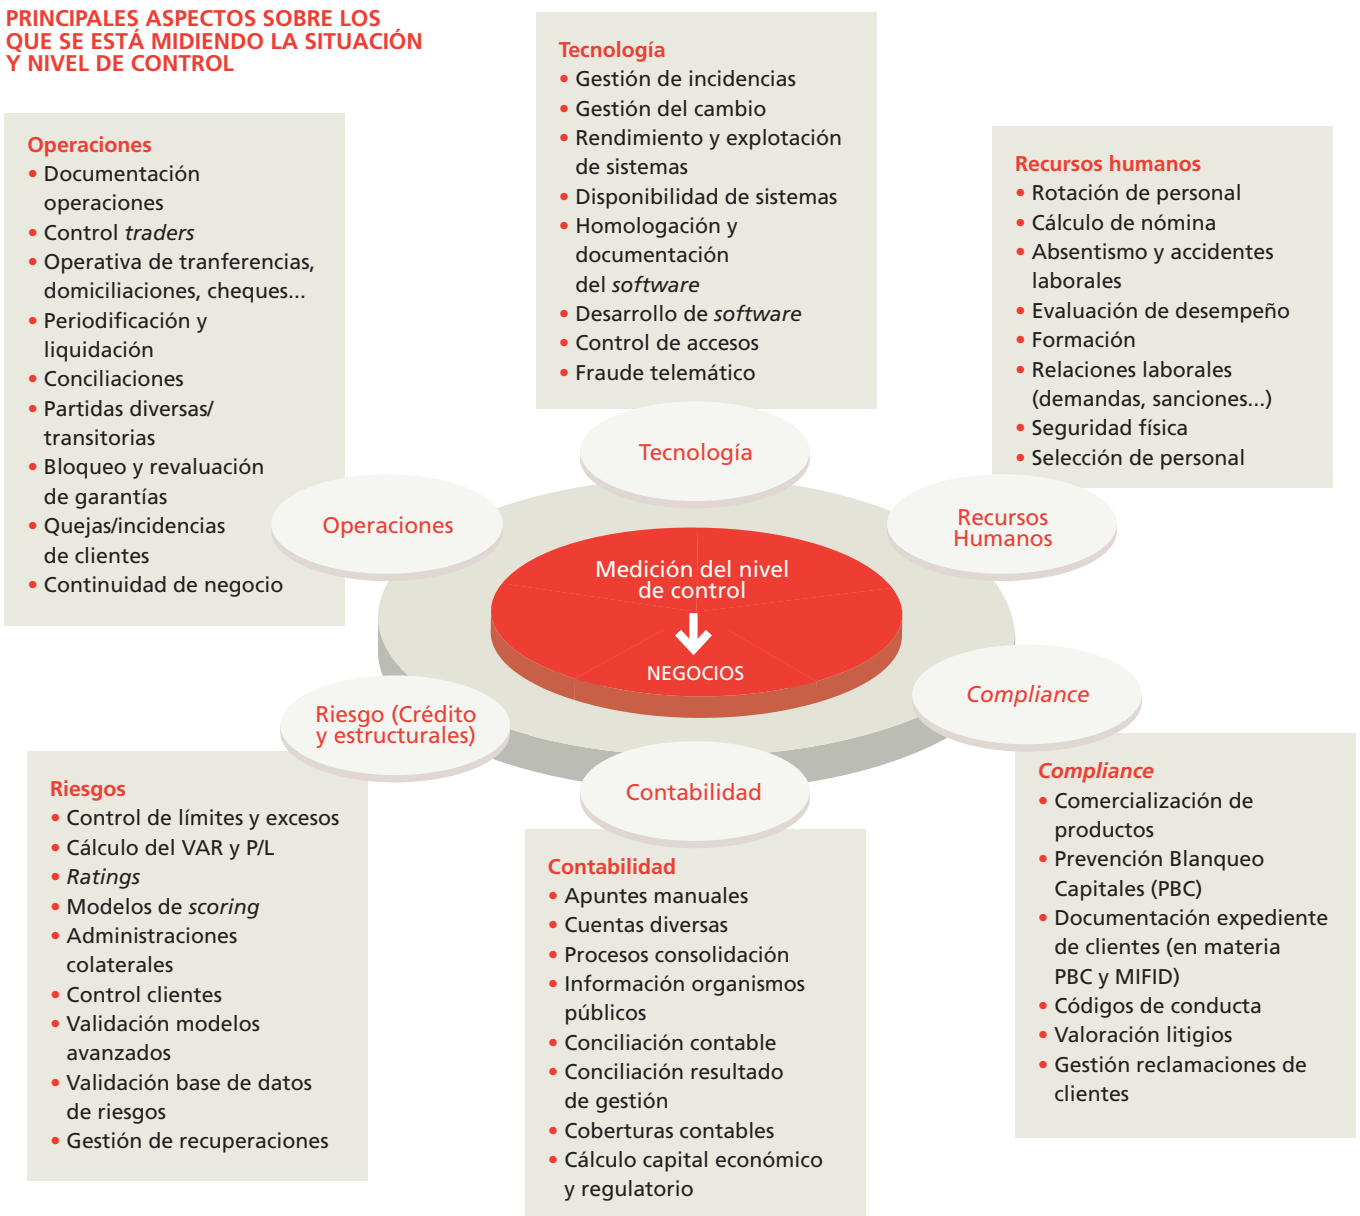 PRINCIPALES ASPECTOS SOBRE LOS
QUE SE ESTÁ MIDIENDO LA SITUACIÓN
Y NIVEL DE CONTROL
Operaciones
• Documentación
operaciones
• Control traders
• Operativa de tranferencias,
domiciliaciones, cheques...
• Periodificación y
liquidación
• Conciliaciones
• Partidas diversas/
transitorias
• Bloqueo y revaluación
de garantías
• Quejas/incidencias
de clientes
• Continuidad de negocio
Tecnología
• Gestión de incidencias
• Gestión del cambio
• Rendimiento y explotación
de sistemas
• Disponibilidad de sistemas
• Homologación y
documentación
del software
• Desarrollo de software
• Control de accesos
• Fraude telemático
Recursos humanos
• Rotación de personal
• Cálculo de nómina
• Absentismo y accidentes
laborales
• Evaluación de desempeño
• Formación
• Relaciones laborales
(demandas, sanciones...)
• Seguridad física
• Selección de personal
Tecnología
Operaciones
Recursos
Humanos
Medición del nivel
de control
NEGOCIOS
Riesgo (Crédito
y estructurales)
Compliance
Contabilidad
Riesgos
• Control de límites y excesos
• Cálculo del VAR y P/L
• Ratings
• Modelos de scoring
• Administraciones
colaterales
• Control clientes
• Validación modelos
avanzados
• Validación base de datos
de riesgos
• Gestión de recuperaciones
Contabilidad
• Apuntes manuales
• Cuentas diversas
• Procesos consolidación
• Información organismos
públicos
• Conciliación contable
• Conciliación resultado
de gestión
• Coberturas contables
• Cálculo capital económico
y regulatorio
Compliance
• Comercialización de
productos
• Prevención Blanqueo
Capitales (PBC)
• Documentación expediente
de clientes (en materia
PBC y MIFID)
• Códigos de conducta
• Valoración litigios
• Gestión reclamaciones de
clientes